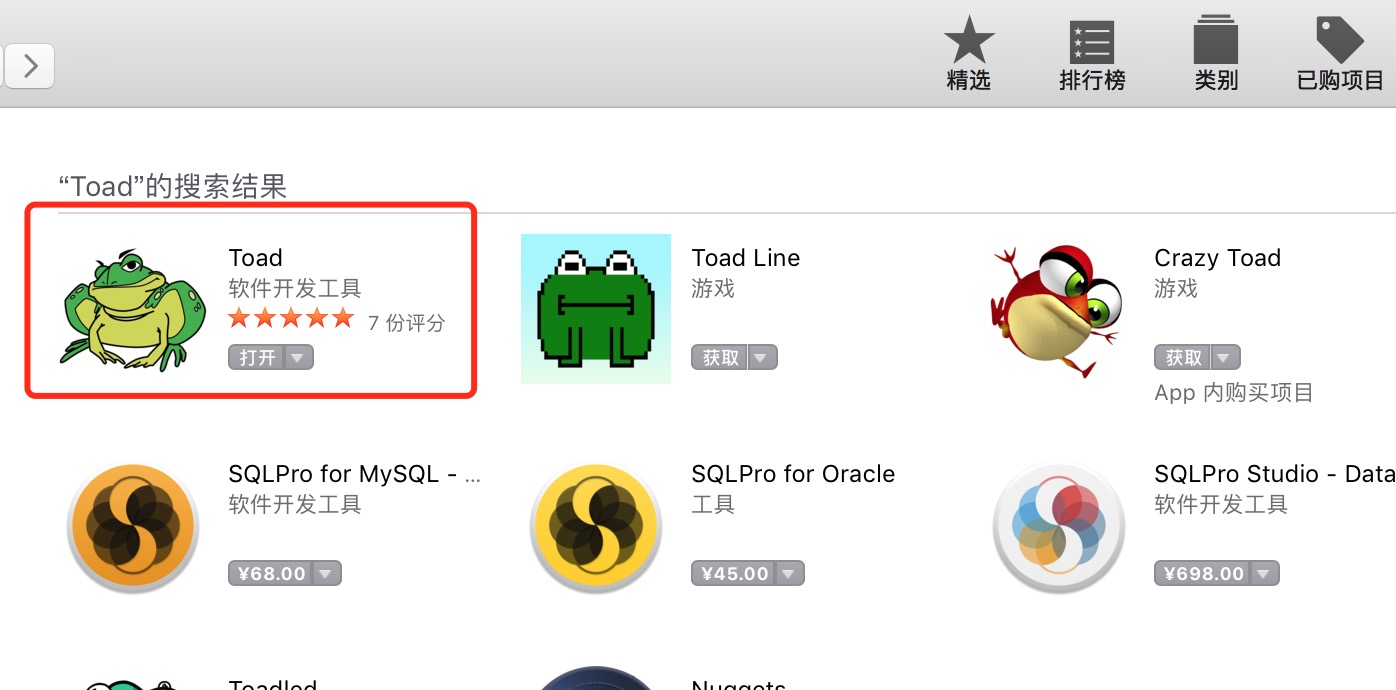 精选
排行榜
类别
已购项目
“Toad”的搜索结果
Toad
软件开发工具
7 份评分
打开
Toad Line
游戏
获取
Crazy Toad
游戏
获取
App 内购买项目
SQLPro for MySQL - ...
软件开发工具
¥68.00
SQLPro for Oracle
工具
¥45.00
SQLPro Studio - Data
软件开发工具
¥698.00
Toadled
Nuggets